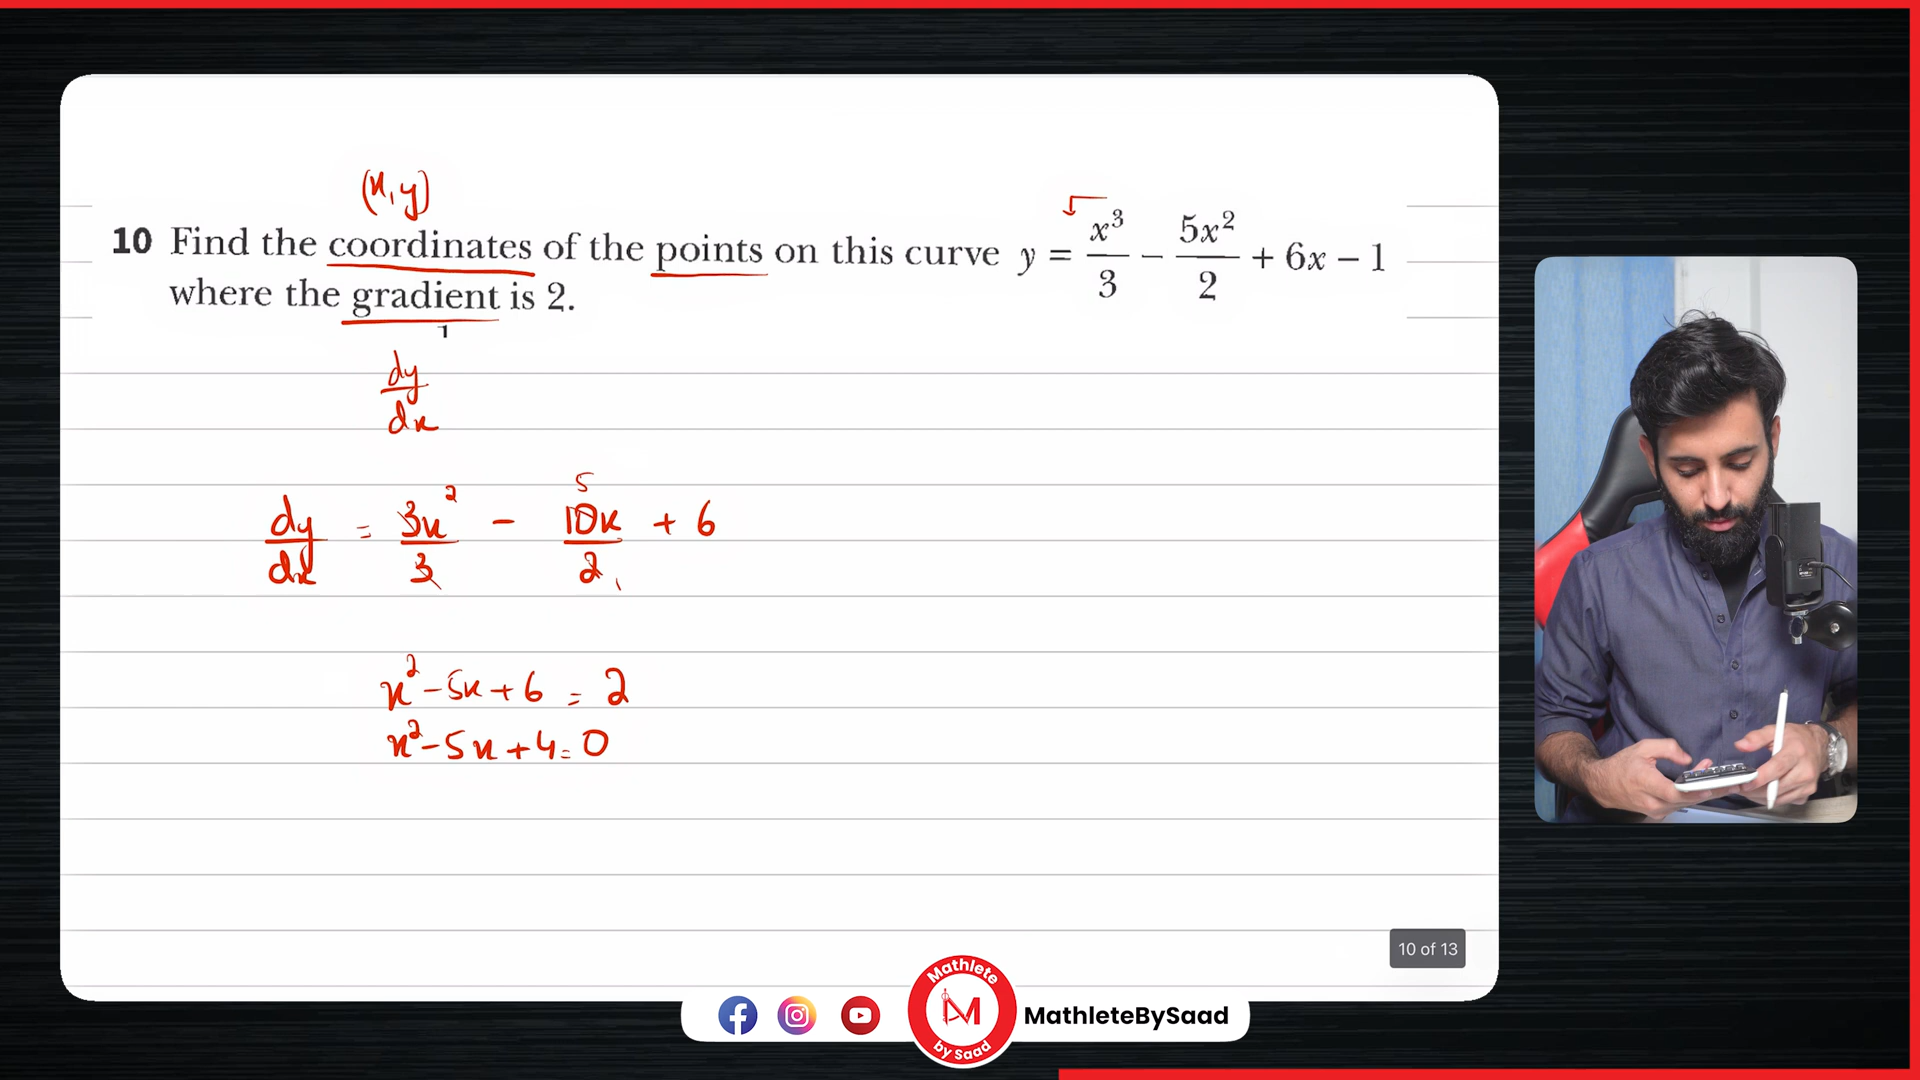 (x, y)
10 Find the coordinates of the points on this curve y = x³/3 − 5x²/2 + 6x − 1
where the gradient is 2.
dy/dx
dy/dx = 3x²/3 − 10x/2 + 6
5
x² − 5x + 6 = 2
x² − 5x + 4 = 0
10 of 13
Mathlete
M
by Saad
MathleteBySaad